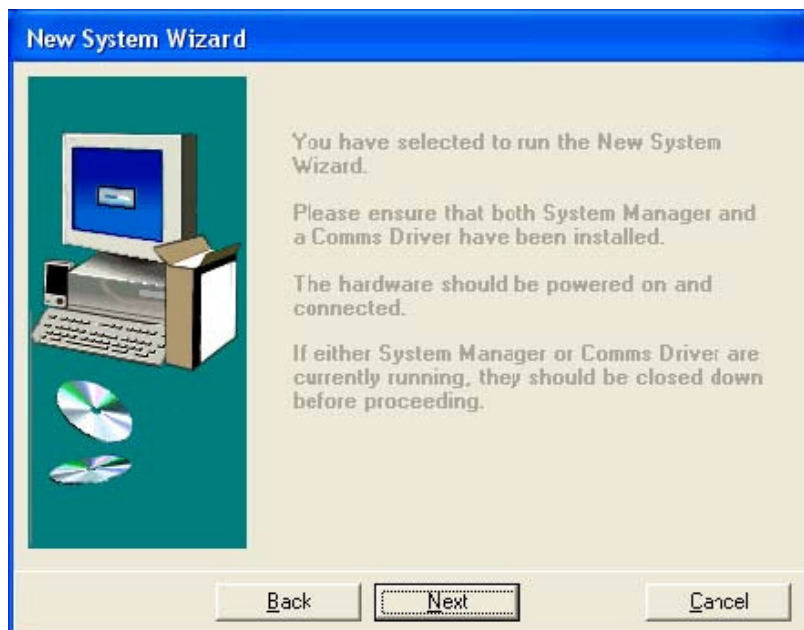 New System Wizard
You have selected to run the New System
Wizard.
Please ensure that both System Manager and
a Comms Driver have been installed.
The hardware should be powered on and
connected.
If either System Manager or Comms Driver are
currently running, they should be closed down
before proceeding.
Back
Next
Cancel